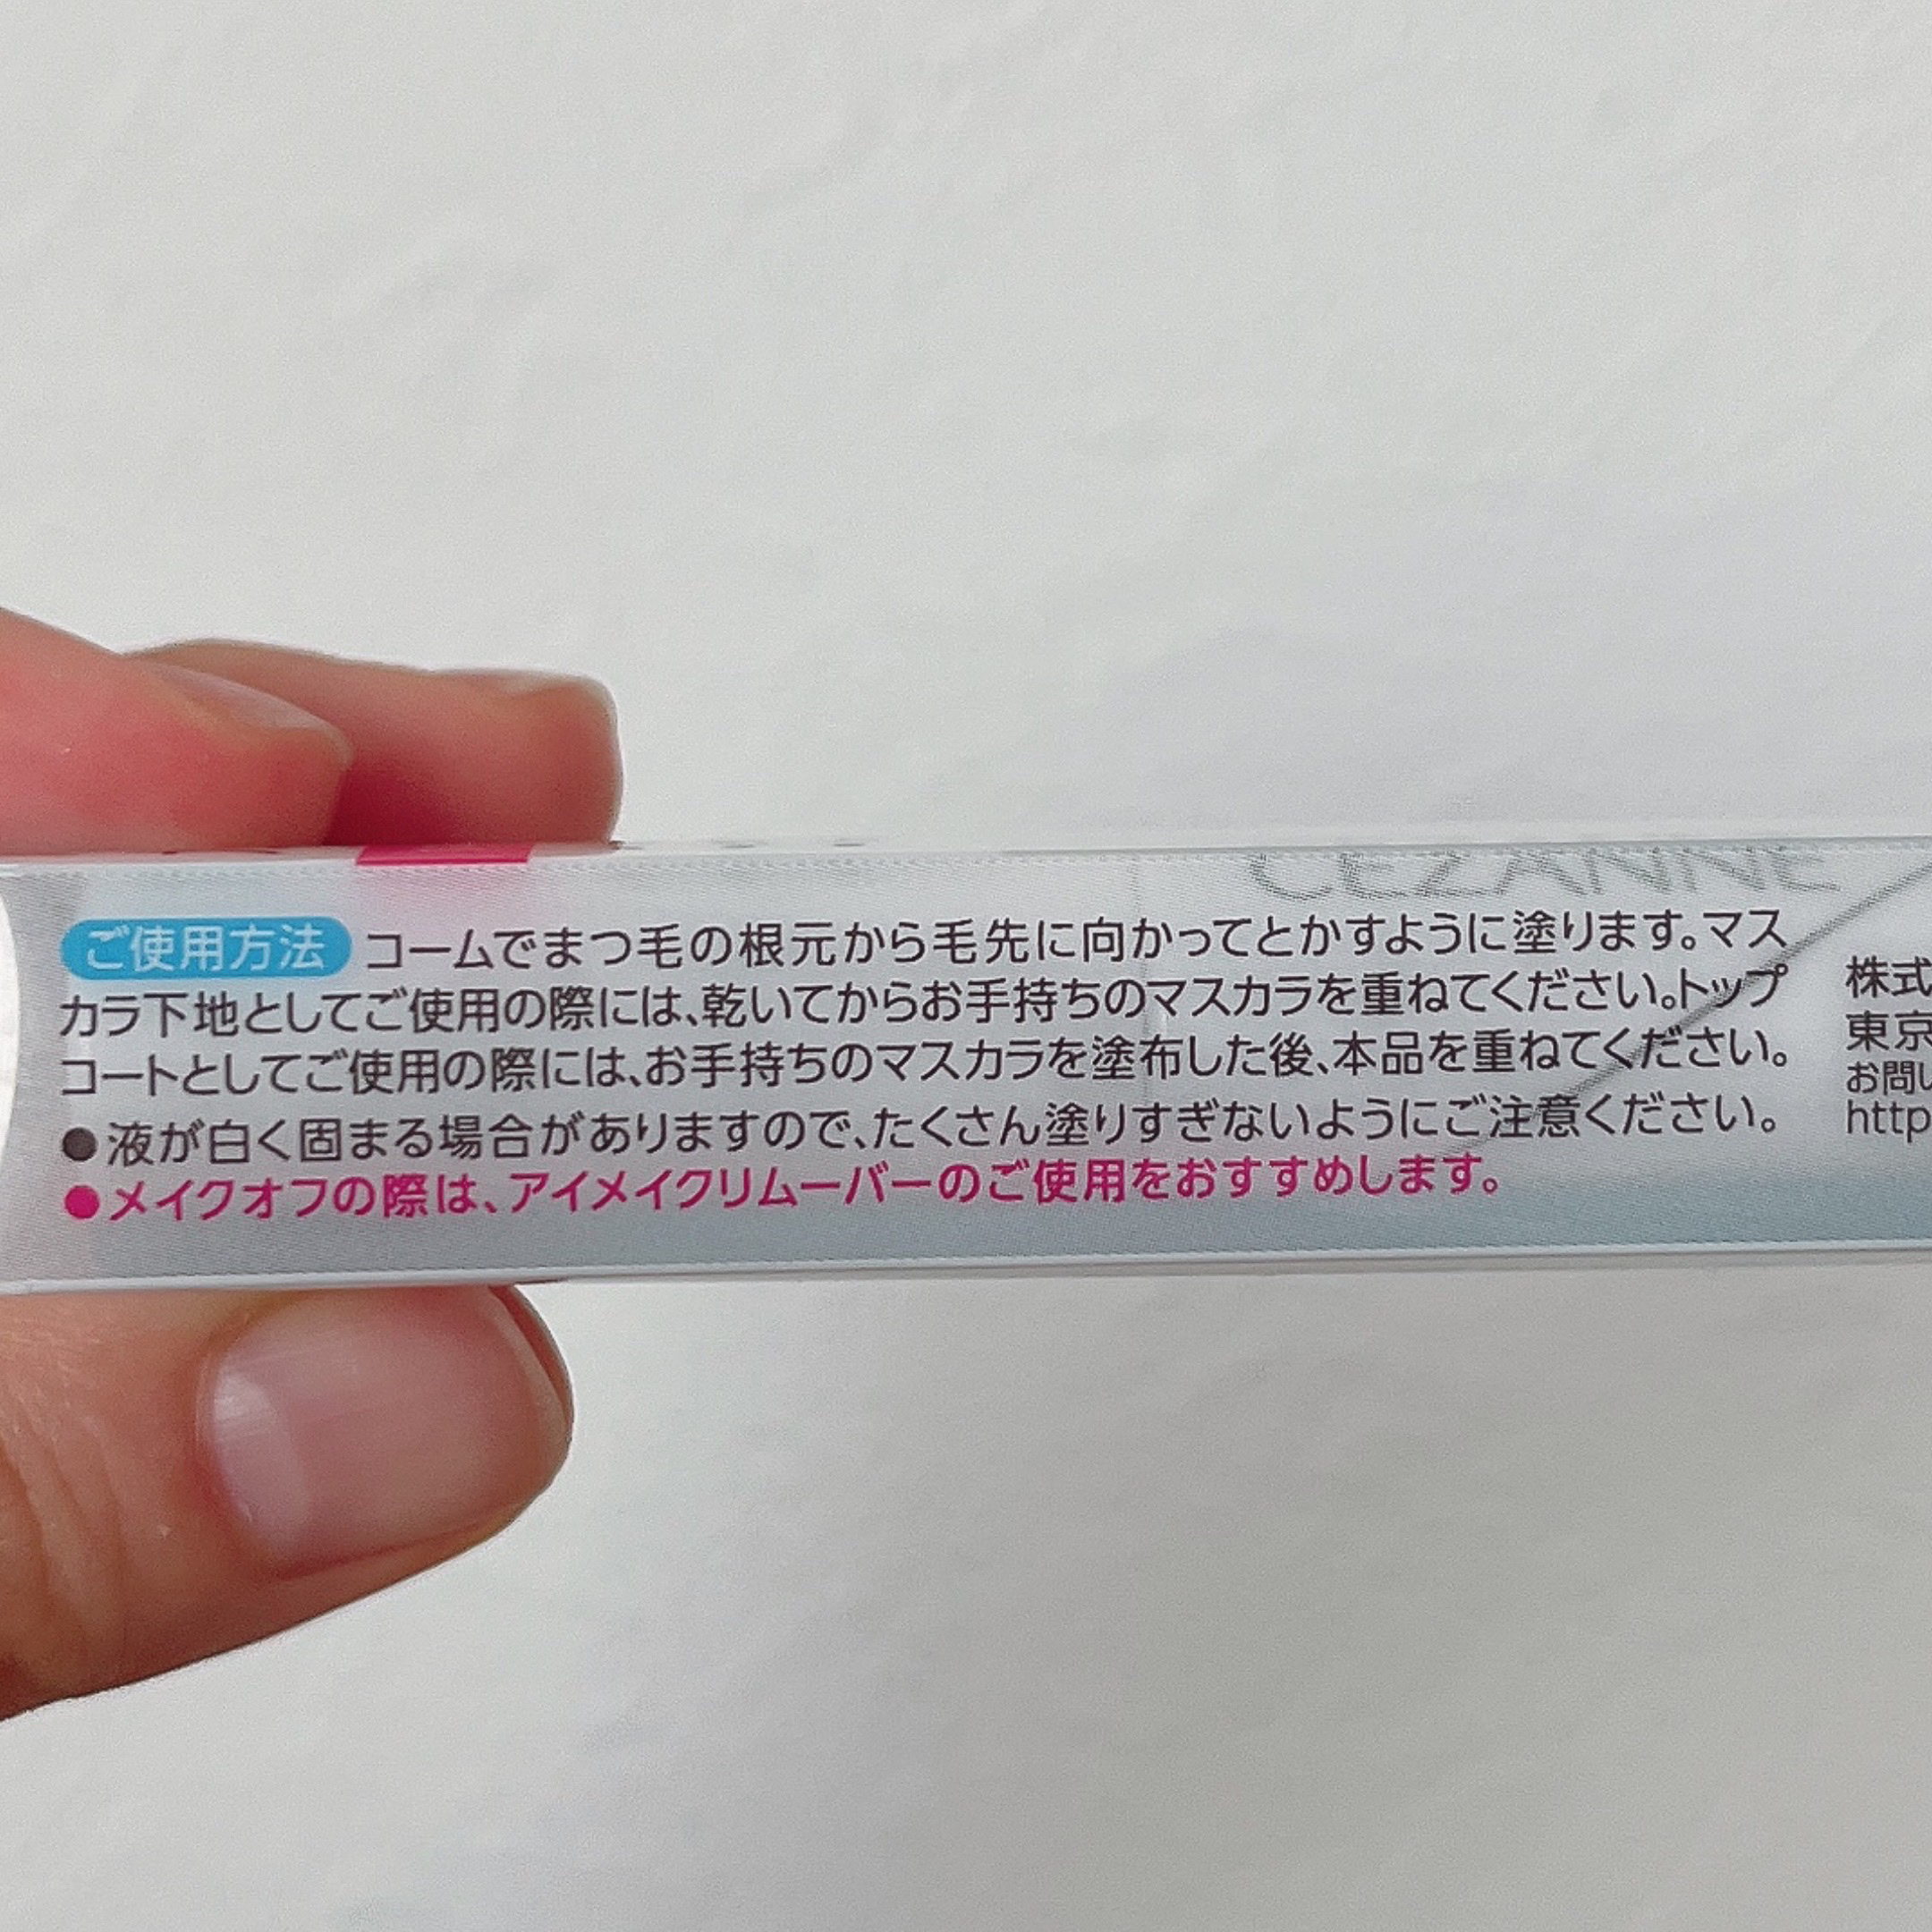 CEZANNE
ご使用方法 コームでまつ毛の根元から毛先に向かってとかすように塗ります。マス
カラ下地としてご使用の際には、乾いてからお手持ちのマスカラを重ねてください。トップ
コートとしてご使用の際には、お手持ちのマスカラを塗布した後、本品を重ねてください。
●液が白く固まる場合がありますので、たくさん塗りすぎないようにご注意ください。
●メイクオフの際は、アイメイクリムーバーのご使用をおすすめします。
株式
東京
お問い
http